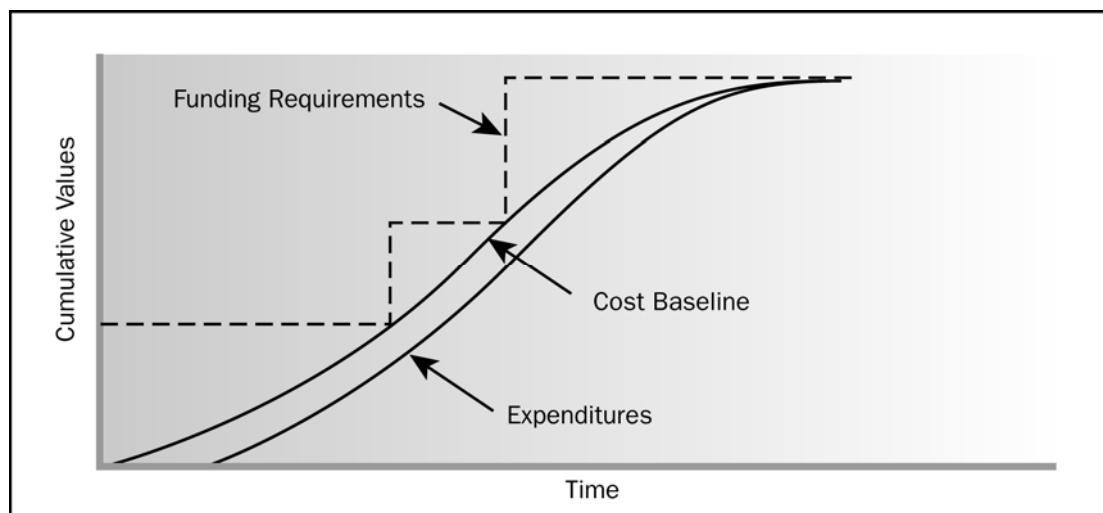 Funding Requirements
Cumulative Values
Cost Baseline
Expenditures
Time